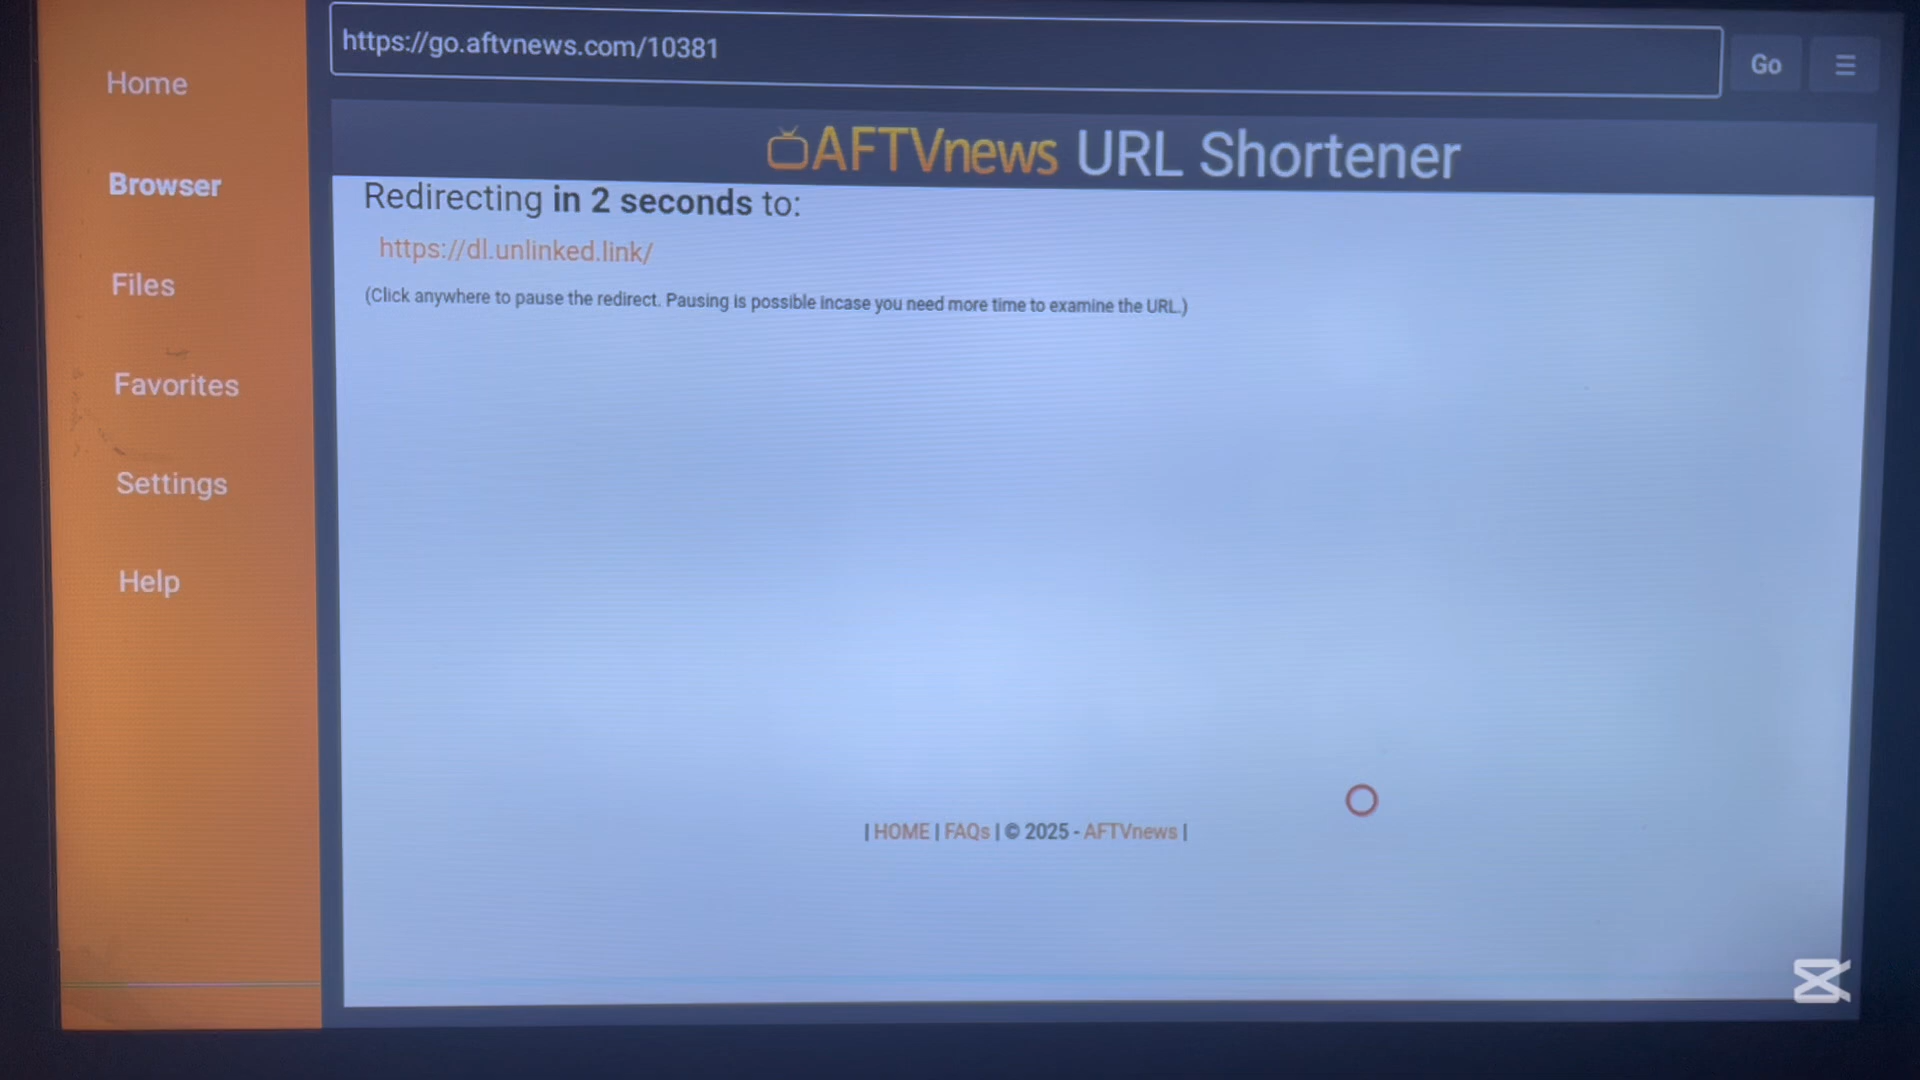 https://go.aftvnews.com/10381
Go
Home
Browser
Files
Favorites
Settings
Help
AFTVnews URL Shortener
Redirecting in 2 seconds to:
https://dl.unlinked.link/
(Click anywhere to pause the redirect. Pausing is possible incase you need more time to examine the URL.)
| HOME | FAQs | © 2025 - AFTVnews |